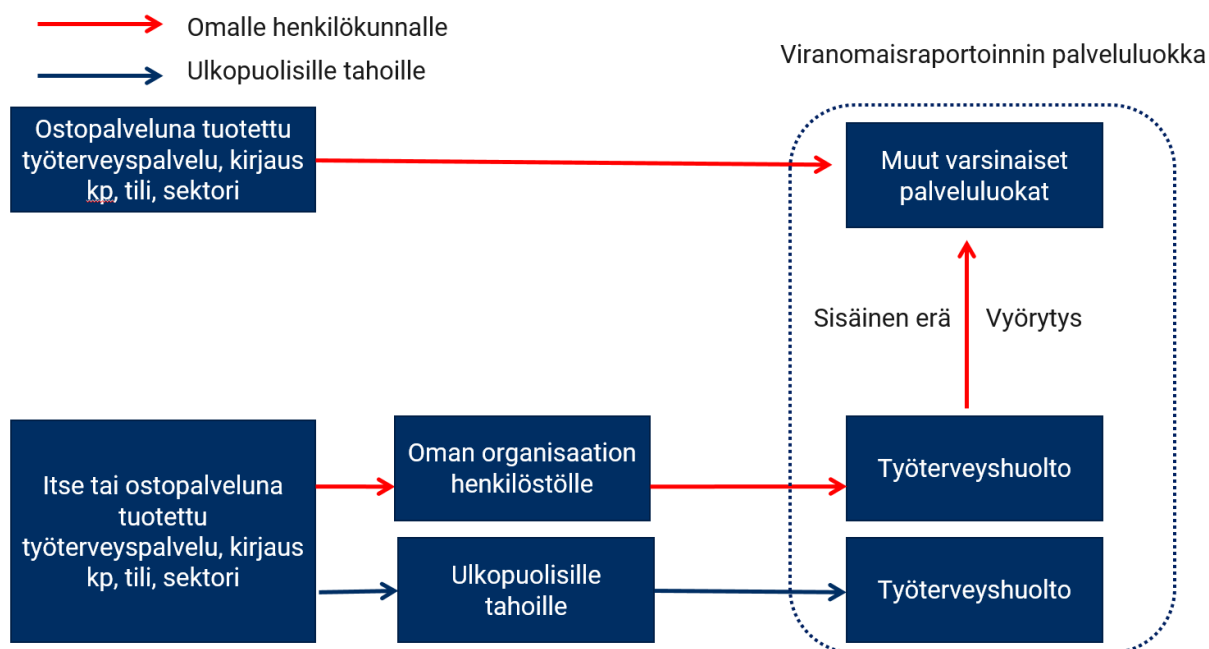 Omalle henkilökunnalle
Ulkopuolisille tahoille
Viranomaisraportoinnin palveluluokka
Ostopalveluna tuotettu
työterveyspalvelu, kirjaus
kp, tili, sektori
Muut varsinaiset
palveluluokat
Sisäinen erä
Vyörytys
Itse tai ostopalveluna
tuotettu
työterveyspalvelu, kirjaus
kp, tili, sektori
Oman organisaation
henkilöstölle
Työterveyshuolto
Ulkopuolisille
tahoille
Työterveyshuolto